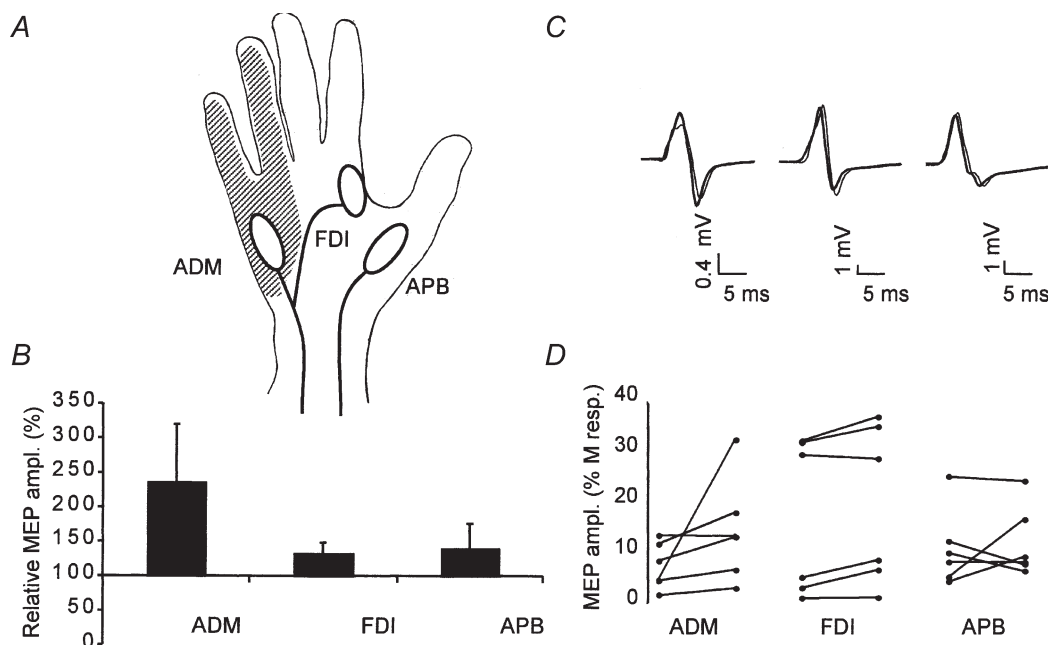 A
ADM
FDI
APB
B
Relative MEP ampl. (%)
350
300
250
200
150
100
50
0
ADM FDI APB
C
0.4 mV
5 ms
1 mV
5 ms
1 mV
5 ms
D
MEP ampl. (% M resp.)
40
30
20
10
0
ADM FDI APB